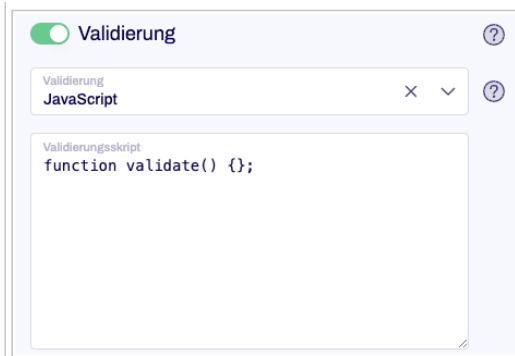 Validierung
?
Validierung
JavaScript
?
Validierungsskript
function validate() {};